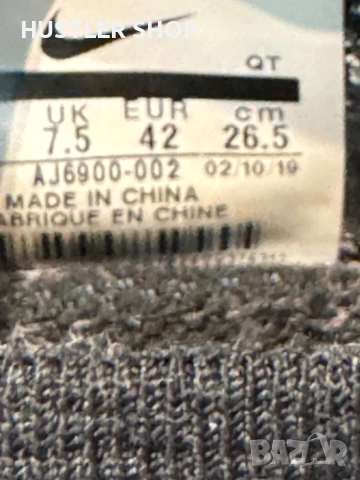 HUSTLER SHOP
QT
UK EUR cm
7.5 42 26.5
AJ6900-002 02/10/19
MADE IN CHINA
FABRIQUE EN CHINE
BAZAR